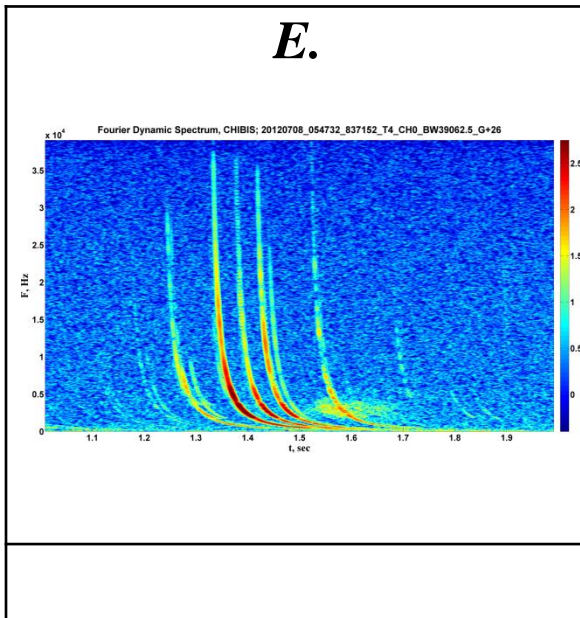 E.
Fourier Dynamic Spectrum, CHIBIS; 20120708_054732_837152_T4_CH0_BW39062.5_G+26
x 10⁴
3.5
3
2.5
2
1.5
1
0.5
0
F, Hz
1.1 1.2 1.3 1.4 1.5 1.6 1.7 1.8 1.9
t, sec
2.5
2
1.5
1
0.5
0